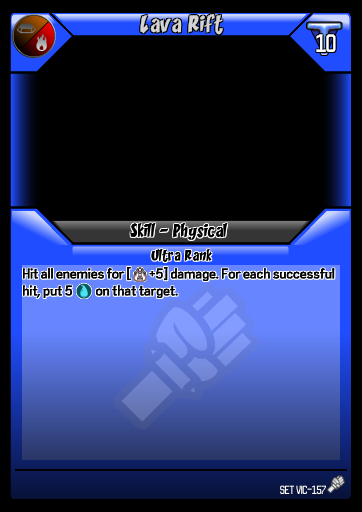 Lava Rift
10
Skill - Physical
Ultra Rank
Hit all enemies for [ +5] damage. For each successful
hit, put 5 on that target.
SET VIC-157